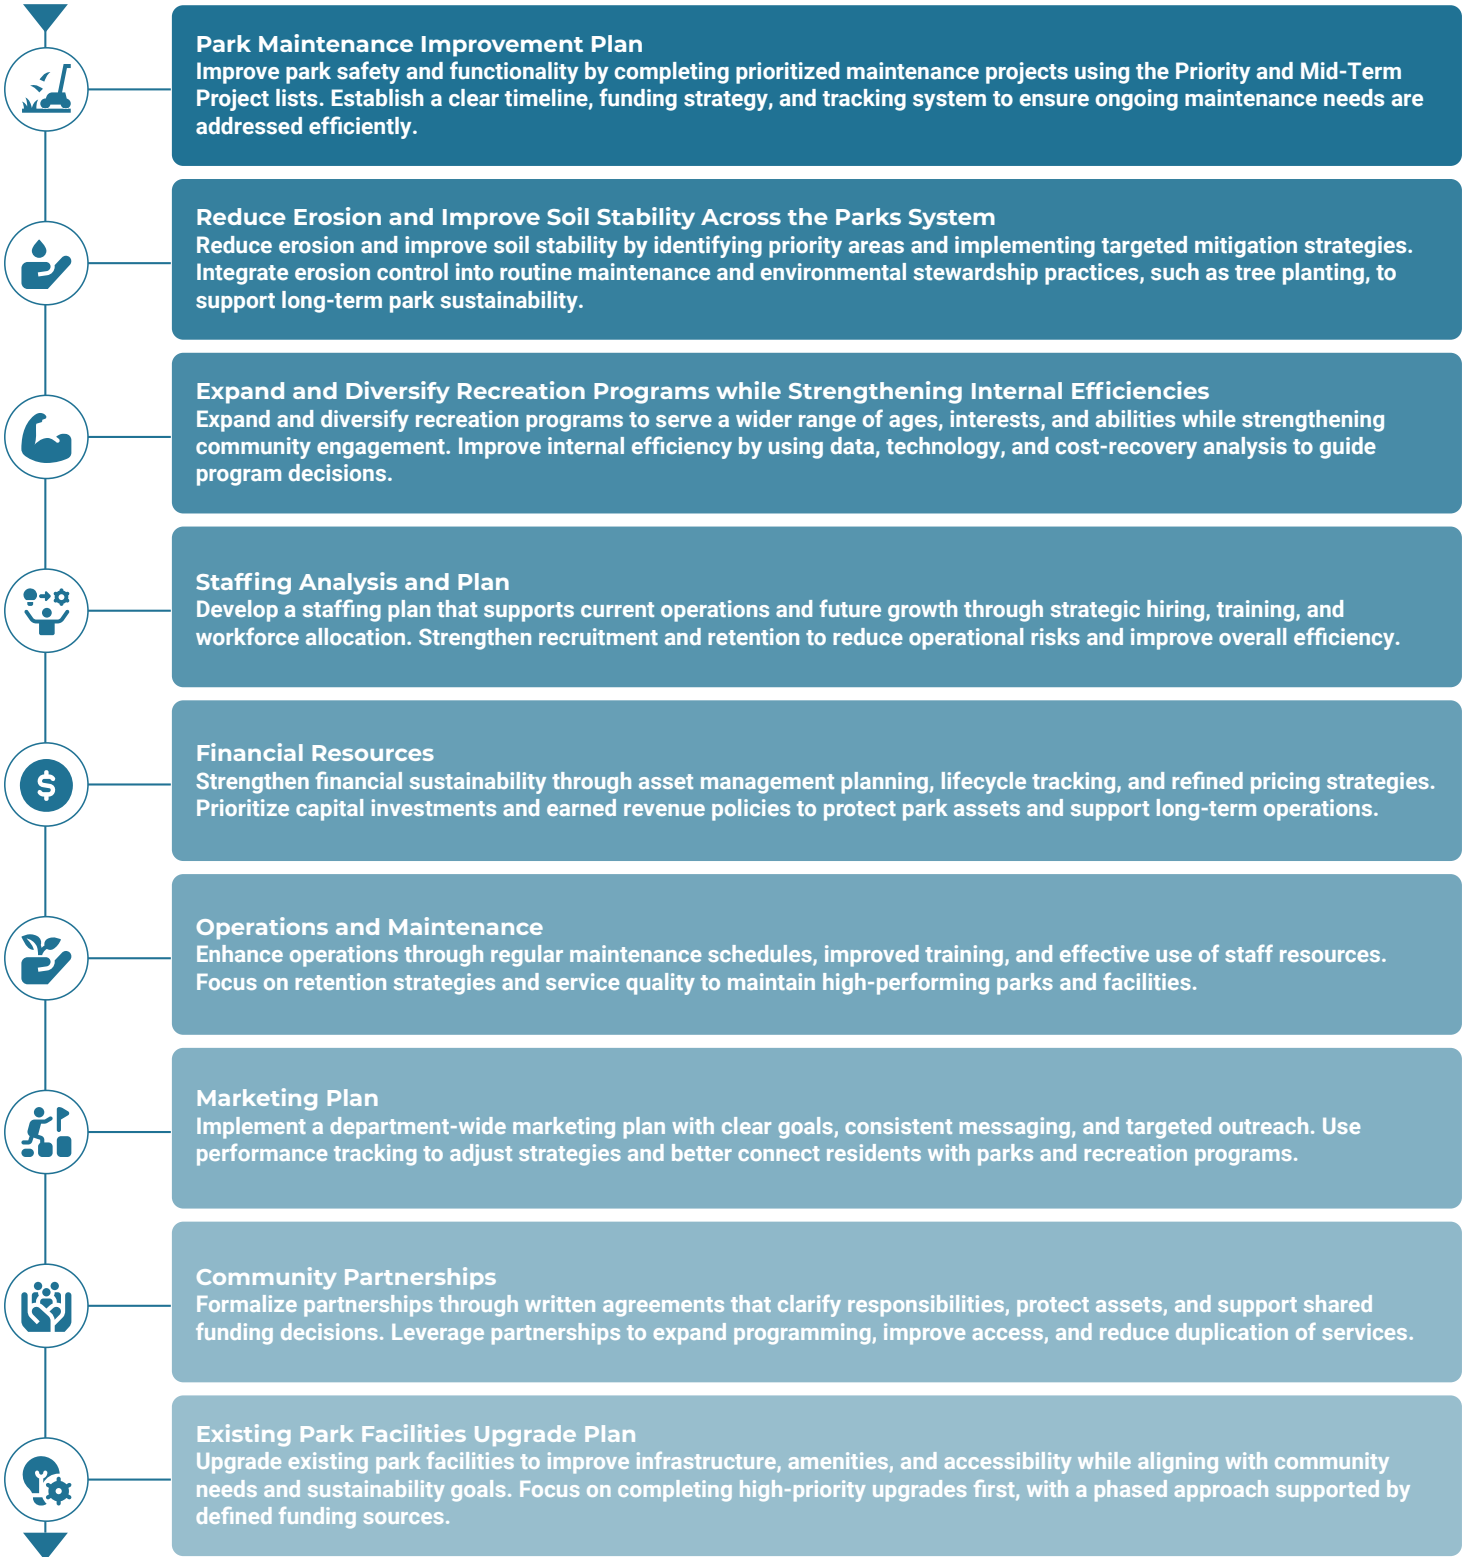 Park Maintenance Improvement Plan
Improve park safety and functionality by completing prioritized maintenance projects using the Priority and Mid-Term
Project lists. Establish a clear timeline, funding strategy, and tracking system to ensure ongoing maintenance needs are
addressed efficiently.
Reduce Erosion and Improve Soil Stability Across the Parks System
Reduce erosion and improve soil stability by identifying priority areas and implementing targeted mitigation strategies.
Integrate erosion control into routine maintenance and environmental stewardship practices, such as tree planting, to
support long-term park sustainability.
Expand and Diversify Recreation Programs while Strengthening Internal Efficiencies
Expand and diversify recreation programs to serve a wider range of ages, interests, and abilities while strengthening
community engagement. Improve internal efficiency by using data, technology, and cost-recovery analysis to guide
program decisions.
Staffing Analysis and Plan
Develop a staffing plan that supports current operations and future growth through strategic hiring, training, and
workforce allocation. Strengthen recruitment and retention to reduce operational risks and improve overall efficiency.
$
Financial Resources
Strengthen financial sustainability through asset management planning, lifecycle tracking, and refined pricing strategies.
Prioritize capital investments and earned revenue policies to protect park assets and support long-term operations.
Operations and Maintenance
Enhance operations through regular maintenance schedules, improved training, and effective use of staff resources.
Focus on retention strategies and service quality to maintain high-performing parks and facilities.
Marketing Plan
Implement a department-wide marketing plan with clear goals, consistent messaging, and targeted outreach. Use
performance tracking to adjust strategies and better connect residents with parks and recreation programs.
Community Partnerships
Formalize partnerships through written agreements that clarify responsibilities, protect assets, and support shared
funding decisions. Leverage partnerships to expand programming, improve access, and reduce duplication of services.
Existing Park Facilities Upgrade Plan
Upgrade existing park facilities to improve infrastructure, amenities, and accessibility while aligning with community
needs and sustainability goals. Focus on completing high-priority upgrades first, with a phased approach supported by
defined funding sources.